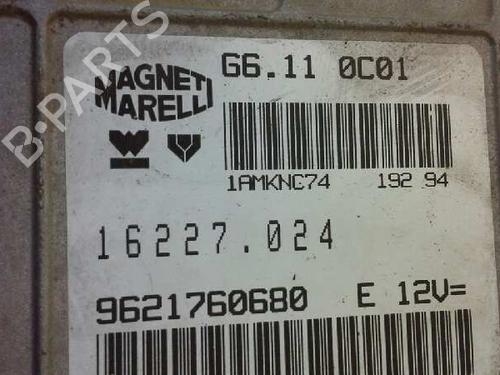 B-PARTS
MAGNETI
MARELLI
G6.11 0C01
1AMKNC74 192 94
16227.024
9621760680 E 12V=